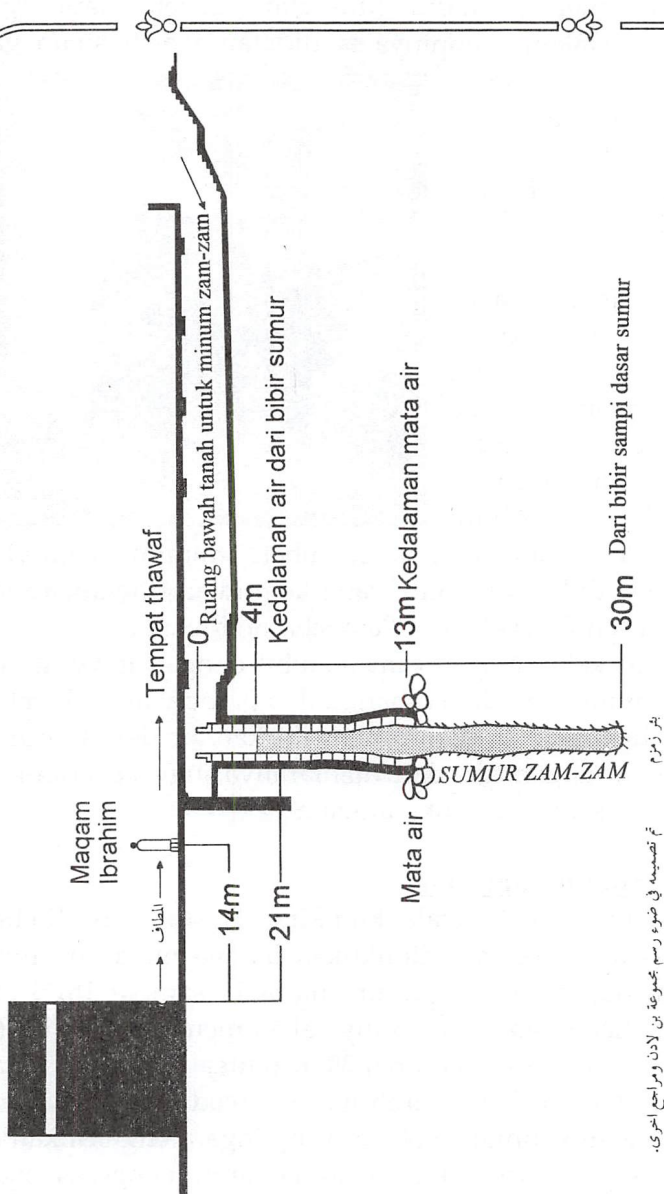 Maqam
Ibrahim
Tempat thawaf
المطاف
14m
21m
0 Ruang bawah tanah untuk minum zam-zam
4m
Kedalaman air dari bibir sumur
13m Kedalaman mata air
30m Dari bibir sampi dasar sumur
Mata air
SUMUR ZAM-ZAM
بئر زمزم
تم تصميمه في ضوء رسم مجموعة بن لادن ومراجع اخرى.